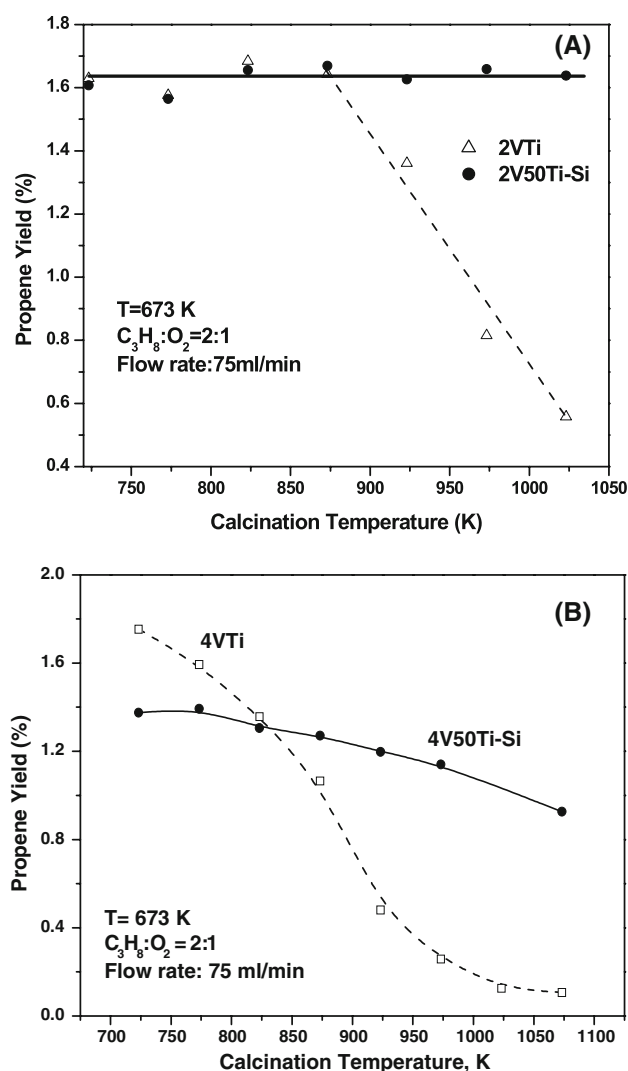 (A)
1.8
1.6
1.4
1.2
1.0
0.8
0.6
0.4
Propene Yield (%)
2VTi
2V50Ti-Si
T=673 K
C₃H₈:O₂=2:1
Flow rate:75ml/min
750 800 850 900 950 1000 1050
Calcination Temperature (K)
(B)
2.0
1.6
1.2
0.8
0.4
0.0
Propene Yield (%)
4VTi
4V50Ti-Si
T= 673 K
C₃H₈:O₂ = 2:1
Flow rate: 75 ml/min
700 750 800 850 900 950 1000 1050 1100
Calcination Temperature, K